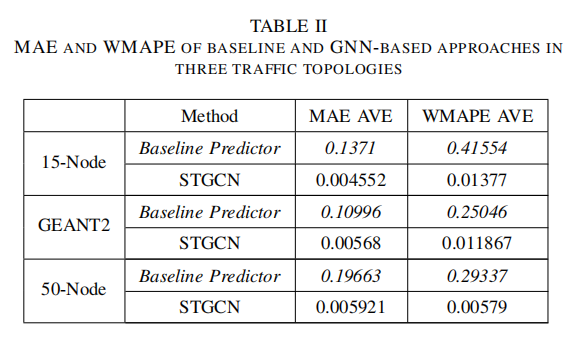 TABLE II
MAE AND WMAPE OF BASELINE AND GNN-BASED APPROACHES IN
THREE TRAFFIC TOPOLOGIES
Method MAE AVE WMAPE AVE
15-Node
Baseline Predictor 0.1371 0.41554
STGCN 0.004552 0.01377
GEANT2
Baseline Predictor 0.10996 0.25046
STGCN 0.00568 0.011867
50-Node
Baseline Predictor 0.19663 0.29337
STGCN 0.005921 0.00579